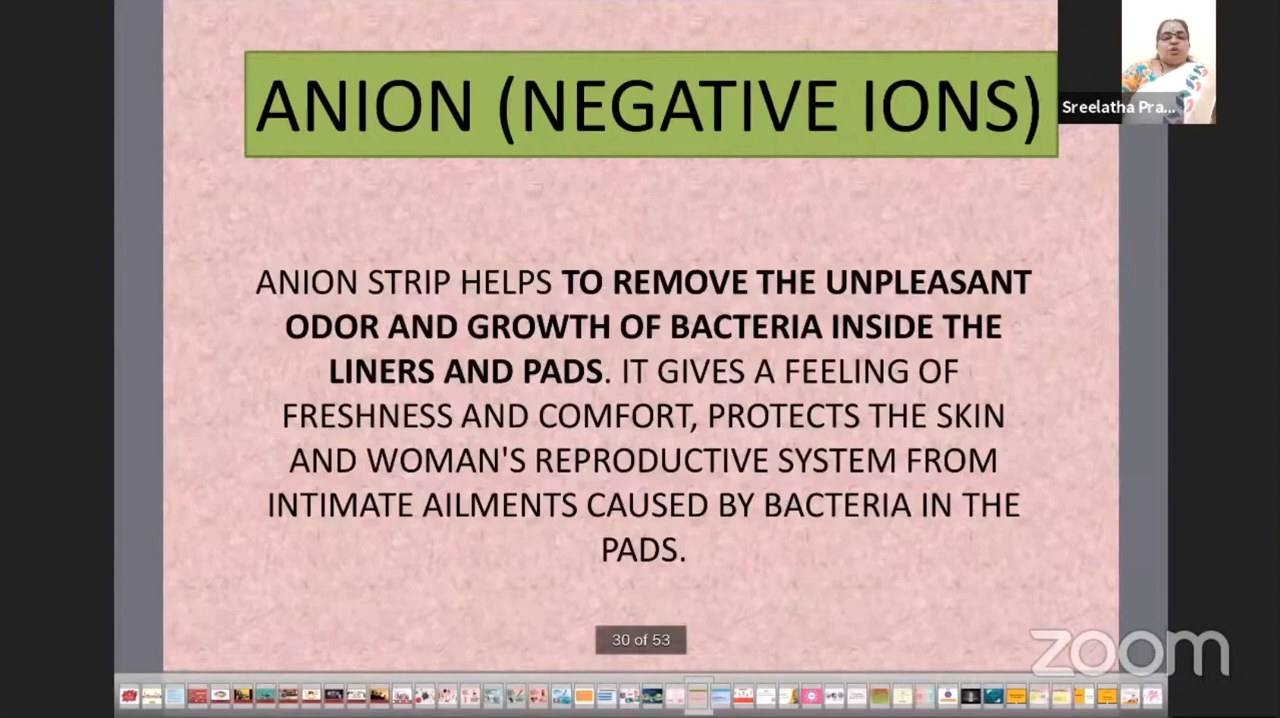 ANION (NEGATIVE IONS)
Sreelatha Pra...
ANION STRIP HELPS TO REMOVE THE UNPLEASANT
ODOR AND GROWTH OF BACTERIA INSIDE THE
LINERS AND PADS. IT GIVES A FEELING OF
FRESHNESS AND COMFORT, PROTECTS THE SKIN
AND WOMAN'S REPRODUCTIVE SYSTEM FROM
INTIMATE AILMENTS CAUSED BY BACTERIA IN THE
PADS.
30 of 53
zoom